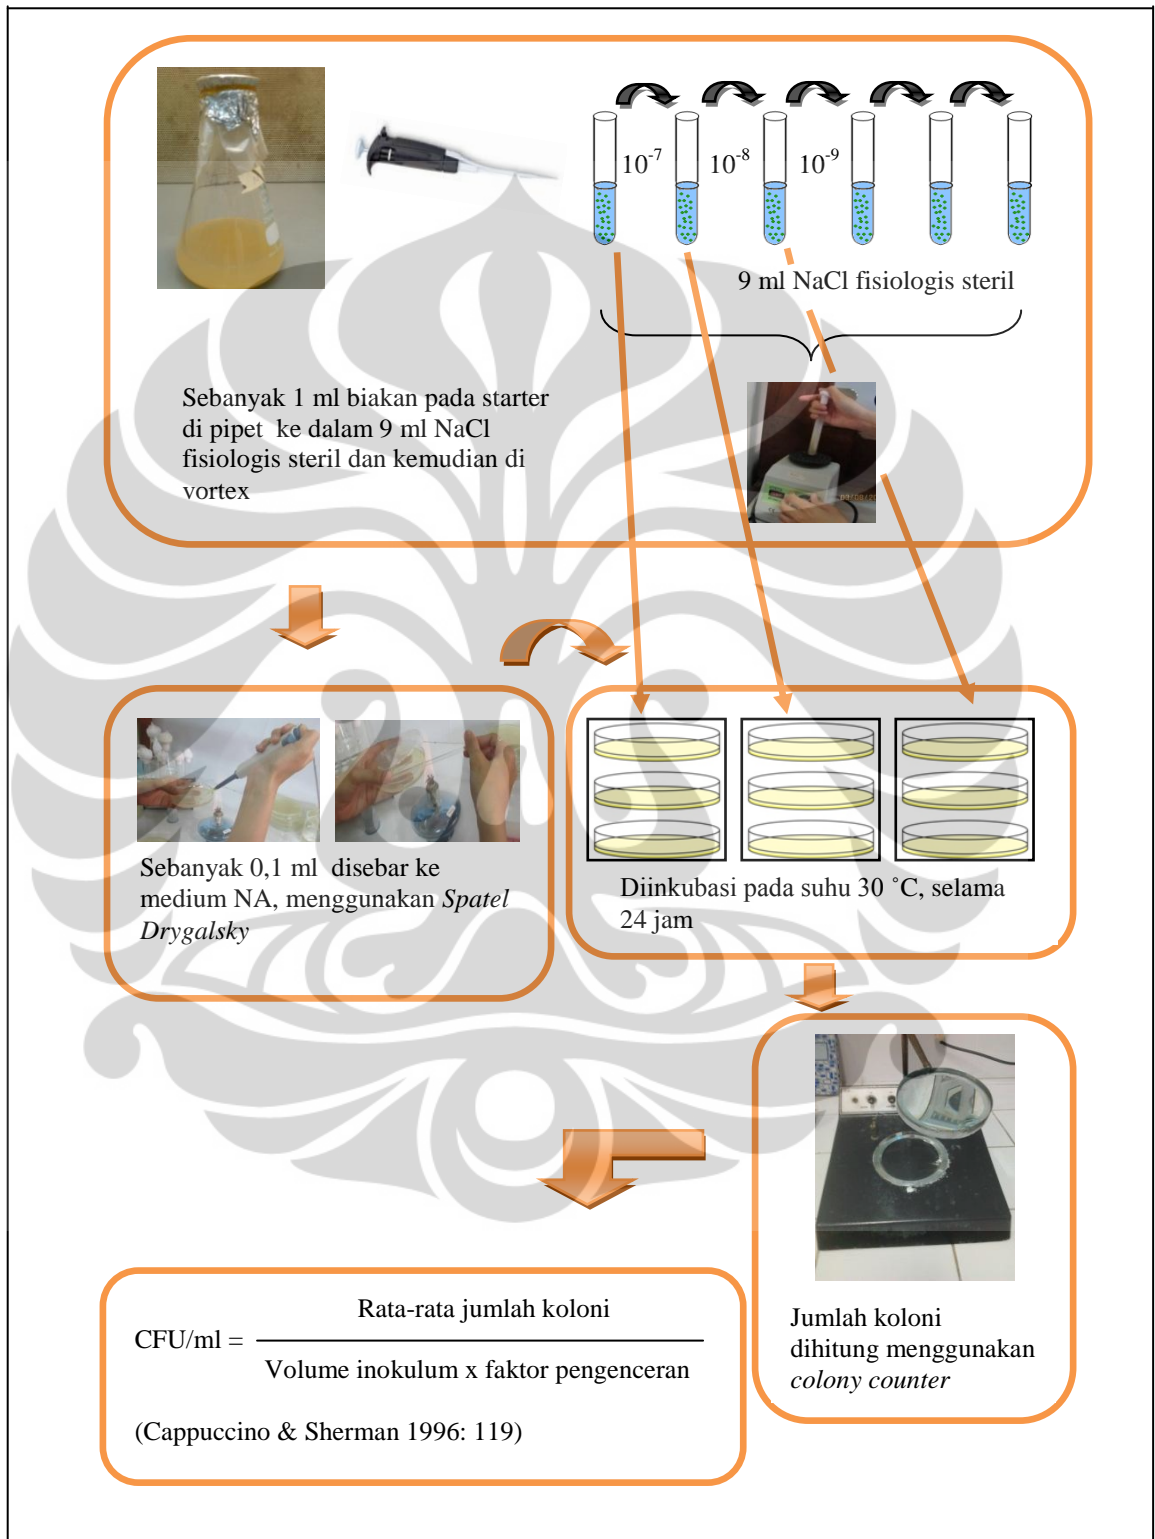 10-7
10-8
10-9
9 ml NaCl fisiologis steril
Sebanyak 1 ml biakan pada starter
di pipet ke dalam 9 ml NaCl
fisiologis steril dan kemudian di
vortex
Sebanyak 0,1 ml disebar ke
medium NA, menggunakan Spatel
Drygalsky
Diinkubasi pada suhu 30 ˚C, selama
24 jam
Jumlah koloni
dihitung menggunakan
colony counter
Rata-rata jumlah koloni
CFU/ml =
Volume inokulum x faktor pengenceran
(Cappuccino & Sherman 1996: 119)